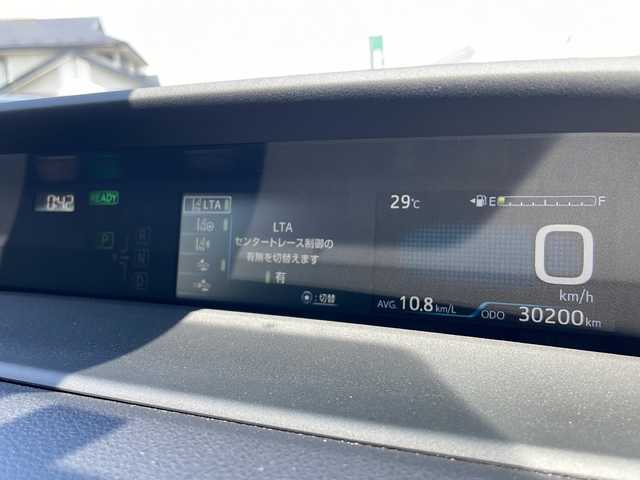 0:42
READY
P
R
N
D
LTA
LTA
センタートレース制御の
有無を切替えます
有
:切替
29℃
E
F
0
km/h
AVG. 10.8 km/L
ODO 30200 km